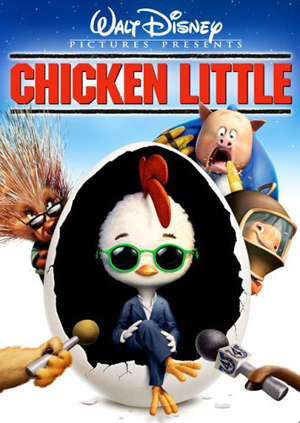 WALT DISNEY
PICTURES PRESENTS
CHICKEN LITTLE